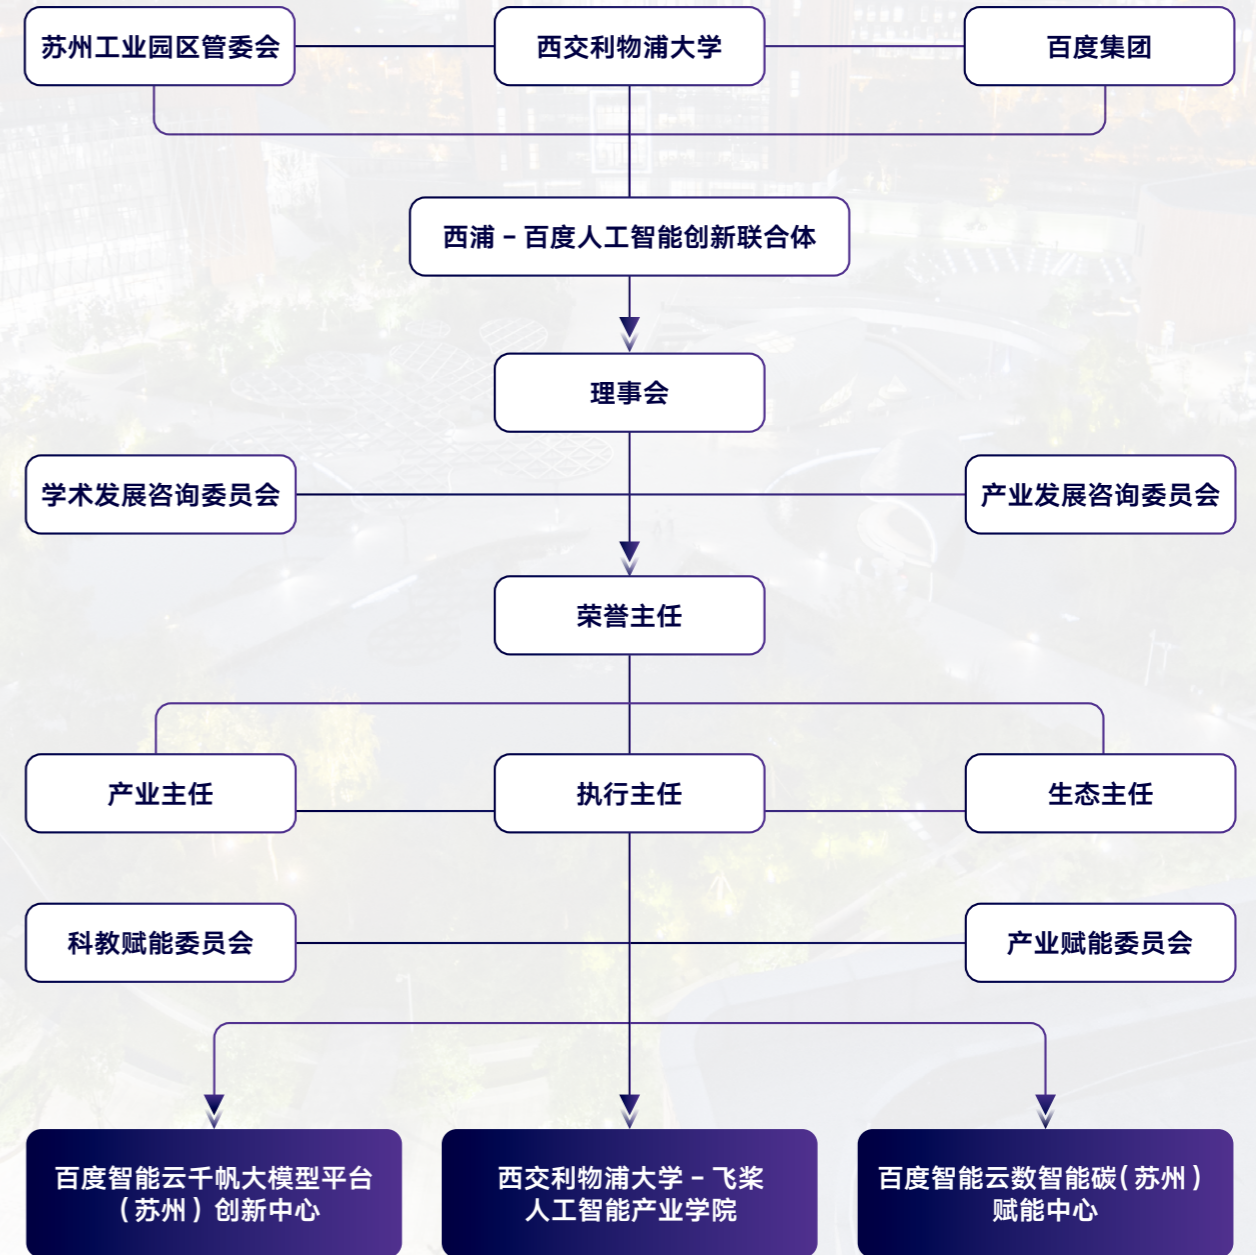 苏州工业园区管委会
西交利物浦大学
百度集团
西浦 – 百度人工智能创新联合体
理事会
学术发展咨询委员会
产业发展咨询委员会
荣誉主任
产业主任
执行主任
生态主任
科教赋能委员会
产业赋能委员会
百度智能云千帆大模型平台
（苏州）创新中心
西交利物浦大学 – 飞桨
人工智能产业学院
百度智能云数智能碳（苏州）
赋能中心